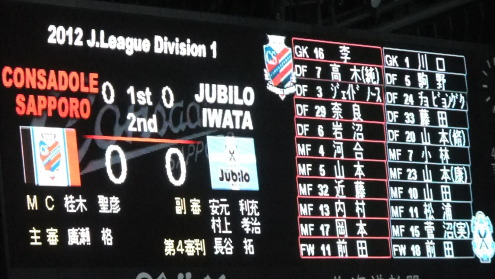 2012 J.League Division 1
CONSADOLE SAPPORO 0 1st 0 JUBILO IWATA
2nd
0 0
Jubilo
MC 桂木 聖彦 副審 安元 利充
村上 孝治
主審 廣瀬 格 第4審判 長谷 拓
GK 16 李
DF 7 高木(純)
DF 3 ジェイド ノース
DF 29 奈良
DF 6 岩沼
MF 4 河合
MF 5 山本
MF 32 近藤
MF 13 内村
MF 17 岡本
FW 11 前田
GK 1 川口
DF 5 駒野
DF 24 チョビョングク
DF 33 藤田
DF 20 山本(脩)
MF 7 小林
MF 23 山本(康)
MF 10 山田
MF 11 松浦
MF 15 菅沼(実)
FW 18 前田